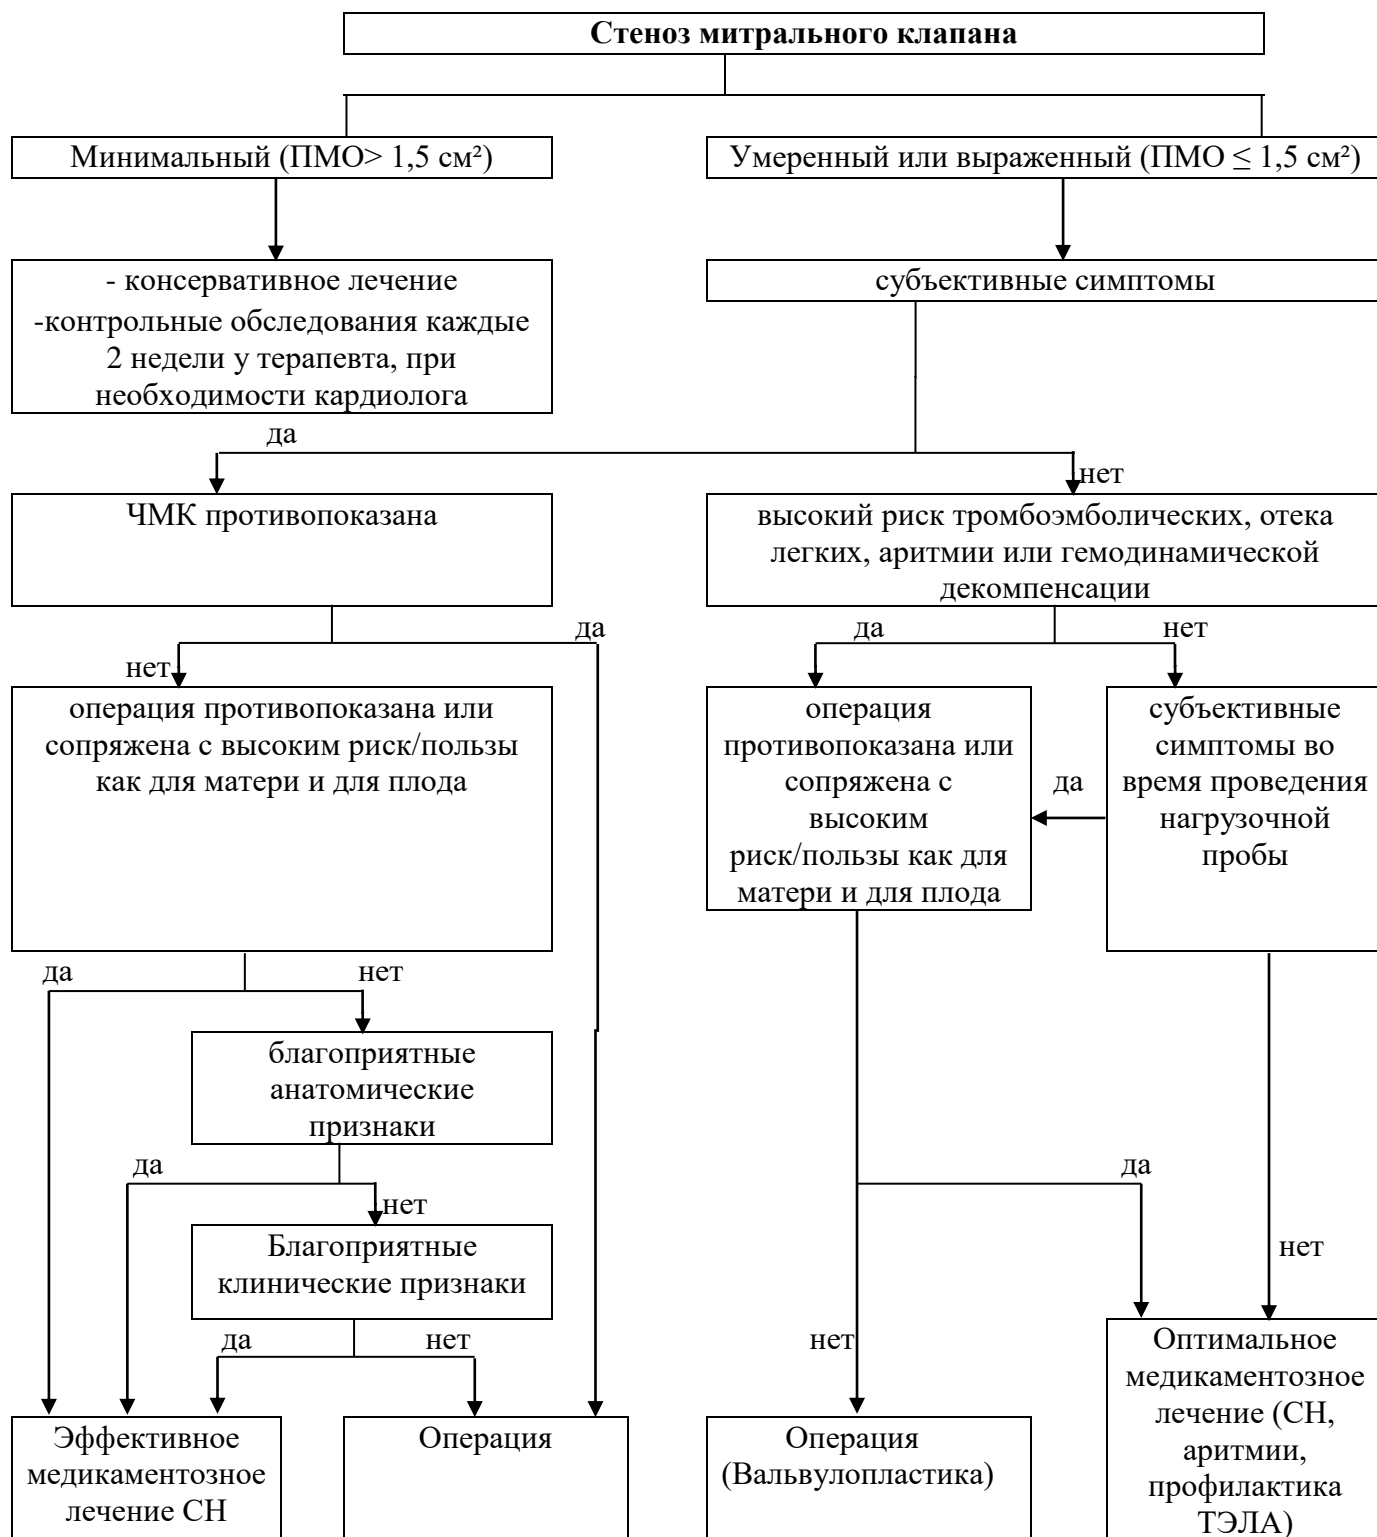 Стеноз митрального клапана
Минимальный (ПМО> 1,5 см²)
Умеренный или выраженный (ПМО ≤ 1,5 см²)
- консервативное лечение
-контрольные обследования каждые
2 недели у терапевта, при
необходимости кардиолога
субъективные симптомы
да
нет
ЧМК противопоказана
высокий риск тромбоэмболических, отека
легких, аритмии или гемодинамической
декомпенсации
да
нет
да
нет
операция противопоказана или
сопряжена с высоким риск/пользы
как для матери и для плода
операция
противопоказана или
сопряжена с
высоким
риск/пользы как для
матери и для плода
да
субъективные
симптомы во
время проведения
нагрузочной
пробы
да
нет
благоприятные
анатомические
признаки
да
нет
да
Благоприятные
клинические признаки
нет
да
нет
нет
Эффективное
медикаментозное
лечение СН
Операция
Операция
(Вальвулопластика)
Оптимальное
медикаментозное
лечение (СН,
аритмии,
профилактика
ТЭЛА)